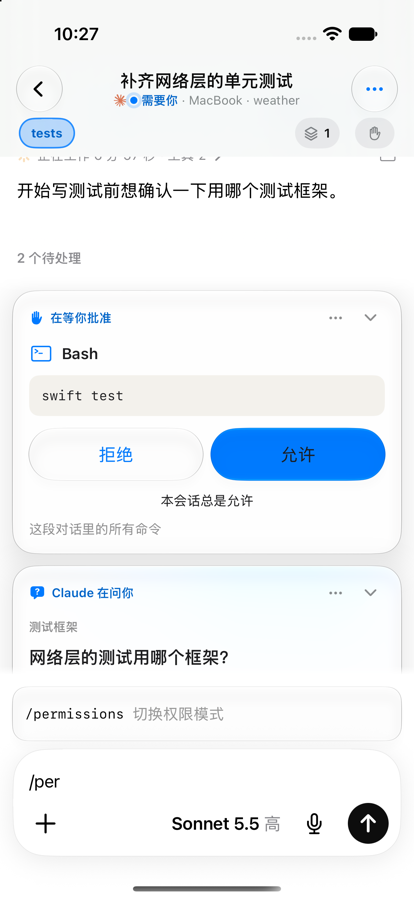 10:27
补齐网络层的单元测试
需要你 · MacBook · weather
tests
1
开始写测试前想确认一下用哪个测试框架。
2 个待处理
在等你批准
Bash
swift test
拒绝
允许
本会话总是允许
这段对话里的所有命令
Claude 在问你
测试框架
网络层的测试用哪个框架?
/permissions 切换权限模式
/per
Sonnet 5.5 高